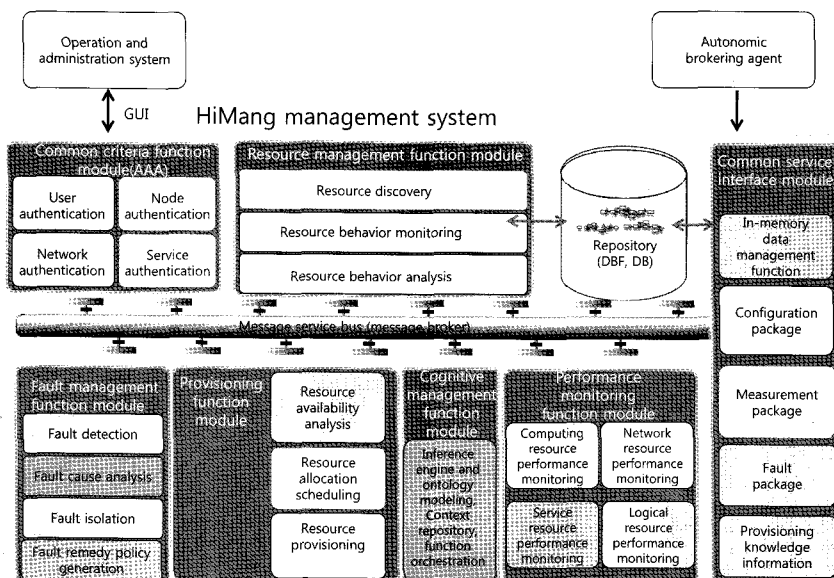 Operation and
administration system
Autonomic
brokering agent
GUI
HiMang management system
Common criteria function
module(AAA)
User
authentication
Node
authentication
Network
authentication
Service
authentication
Resource management function module
Resource discovery
Resource behavior monitoring
Resource behavior analysis
Repository
(DBF, DB)
Common service
Interface module
In-memory
data
management
function
Configuration
package
Measurement
package
Fault
package
Provisioning
knowledge
information
Message service bus (message broker)
Fault management
function module
Fault detection
Fault cause analysis
Fault isolation
Fault remedy policy
generation
Provisioning
function
module
Resource
availability
analysis
Resource
allocation
scheduling
Resource
provisioning
Cognitive
management
function
module
Inference
engine and
ontology
modeling,
Context
repository,
function
orchestration
Performance
monitoring
function module
Computing
resource
performance
monitoring
Network
resource
performance
monitoring
Service
resource
performance
monitoring
Logical
resource
performance
monitoring